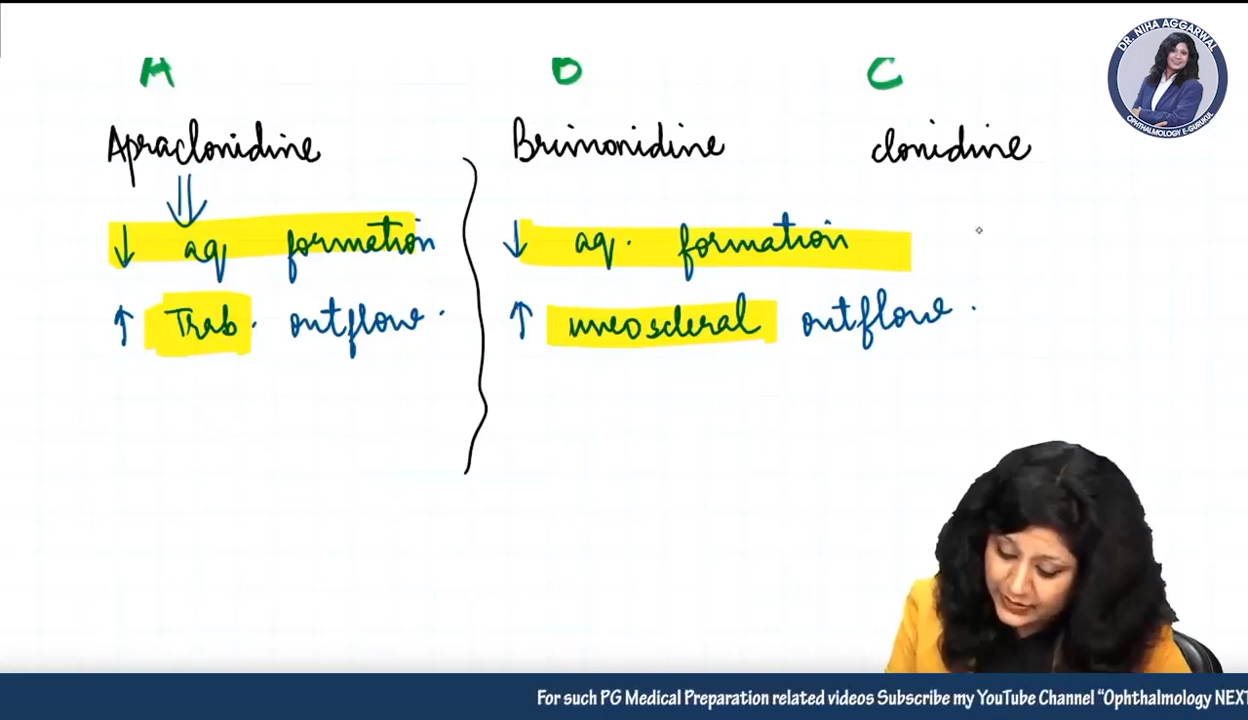 A B C
Apraclonidine Brimonidine clonidine
↓ aq formation ↓ aq. formation
↑ Trab. outflow. ↑ uveoscleral outflow.
DR. NIHA AGGARWAL
OPHTHALMOLOGY E-GURUKUL
For such PG Medical Preparation related videos Subscribe my YouTube Channel “Ophthalmology NEXT